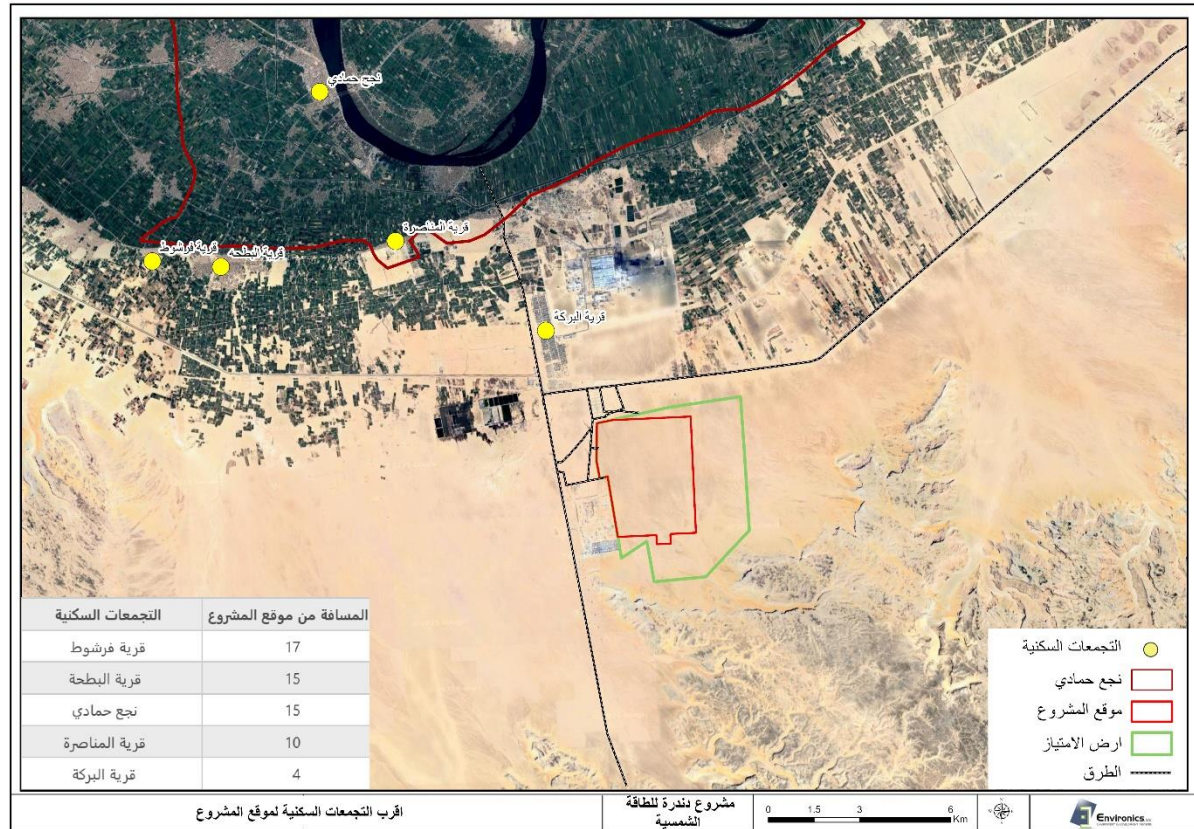 نجع حمادي
قرية المناصرة
قرية فرشوط
قرية البطحه
قرية البركة
التجمعات السكنية المسافة من موقع المشروع
قرية فرشوط 17
قرية البطحة 15
نجع حمادي 15
قرية المناصرة 10
قرية البركة 4
التجمعات السكنية
نجع حمادي
موقع المشروع
ارض الامتياز
الطرق
اقرب التجمعات السكنية لموقع المشروع
مشروع دندرة للطاقة
الشمسية
0 1.5 3 6
Km
Environics